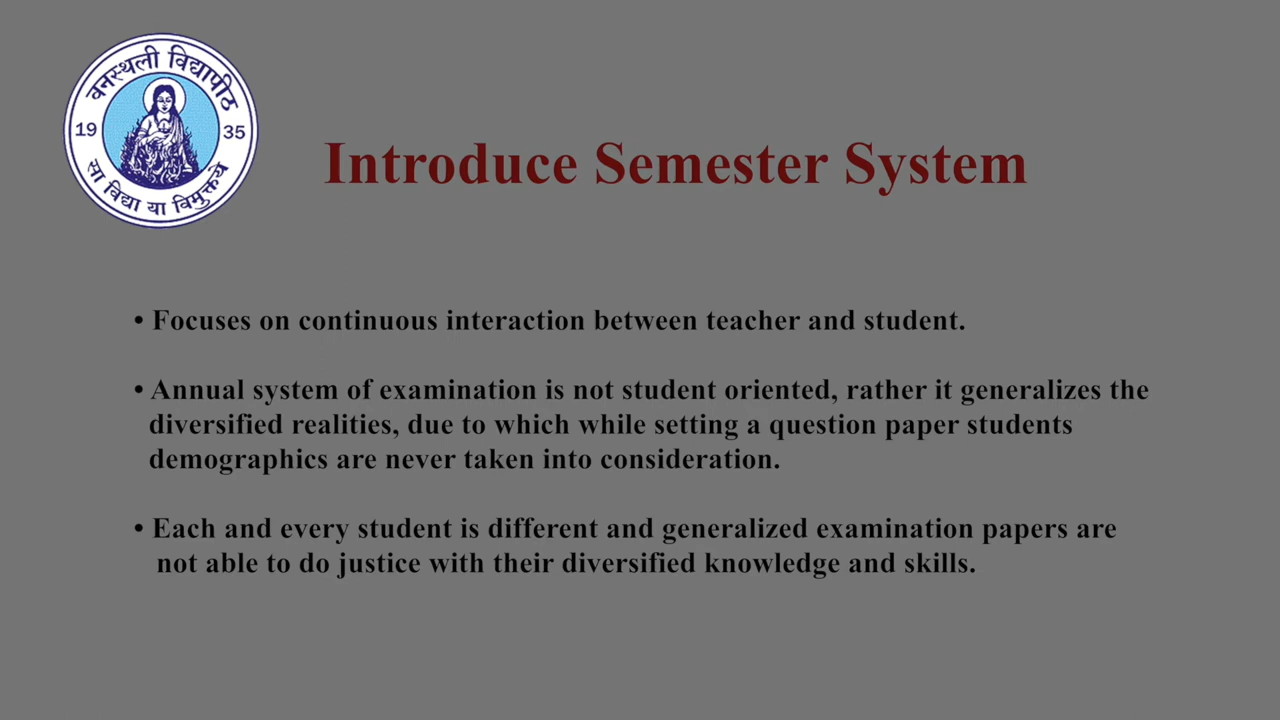 वनस्थली विद्यापीठ
19 35
सा विद्या या विमुक्तये
Introduce Semester System
• Focuses on continuous interaction between teacher and student.
• Annual system of examination is not student oriented, rather it generalizes the
diversified realities, due to which while setting a question paper students
demographics are never taken into consideration.
• Each and every student is different and generalized examination papers are
not able to do justice with their diversified knowledge and skills.